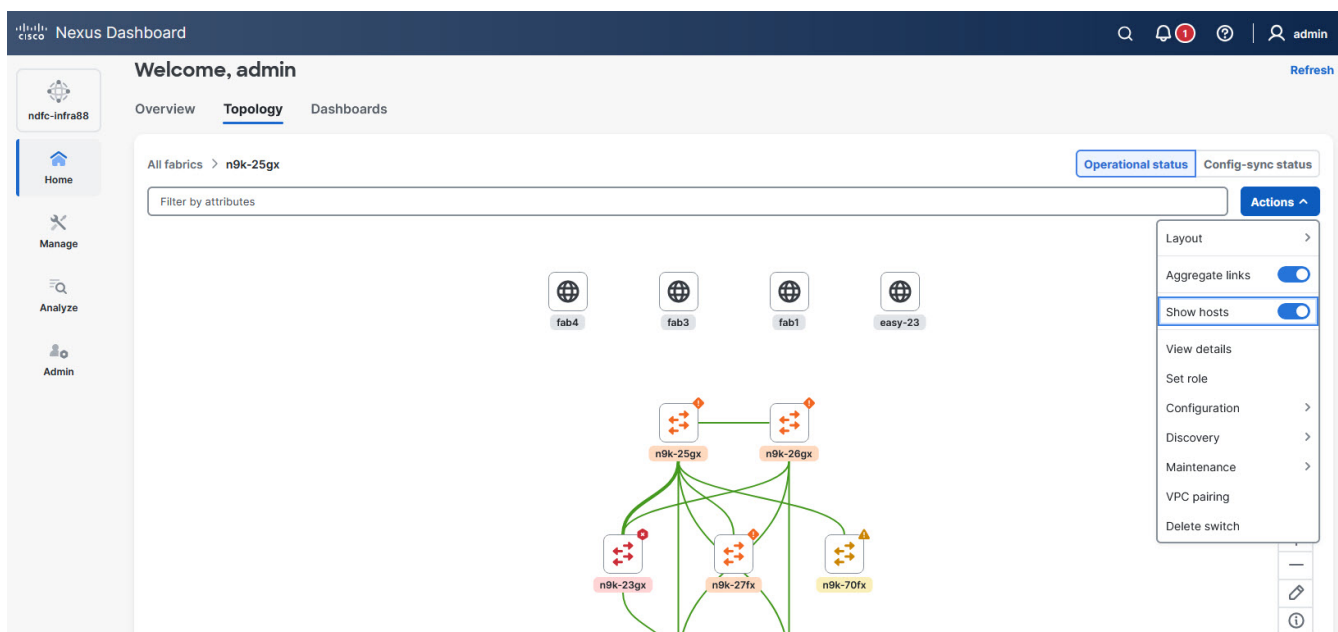 cisco Nexus Dashboard
1
admin
ndfc-infra88
Home
Manage
Analyze
Admin
Welcome, admin
Refresh
Overview Topology Dashboards
All fabrics > n9k-25gx
Operational status Config-sync status
Filter by attributes
Actions
Layout
Aggregate links
Show hosts
View details
Set role
Configuration
Discovery
Maintenance
VPC pairing
Delete switch
fab4 fab3 fab1 easy-23
n9k-25gx n9k-26gx
n9k-23gx n9k-27fx n9k-70fx